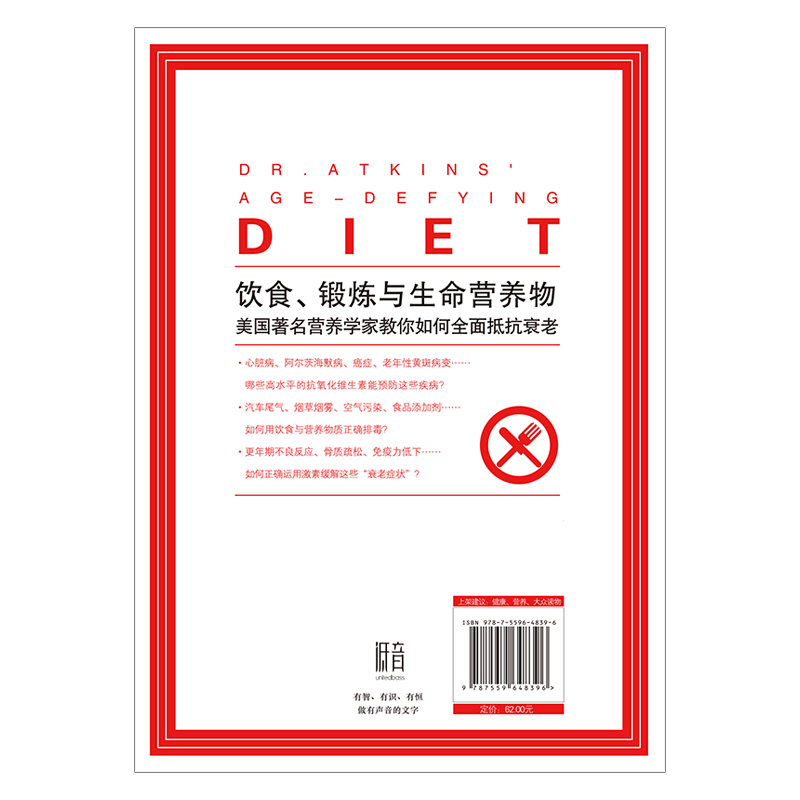 DR.ATKINS'
AGE-DEFYING
DIET
饮食、锻炼与生命营养物
美国著名营养学家教你如何全面抵抗衰老
·心脏病、阿尔茨海默病、癌症、老年性黄斑病变……
哪些高水平的抗氧化维生素能预防这些疾病?
·汽车尾气、烟草烟雾、空气污染、食品添加剂……
如何用饮食与营养物质正确排毒?
·更年期不良反应、骨质疏松、免疫力低下……
如何正确运用激素缓解这些“衰老症状”?
上架建议:健康、营养、大众读物
ISBN 978-7-5596-4839-6
9 787559 648396>
定价:62.00元
低音
unitedbass
有智、有识、有恒
做有声音的文字